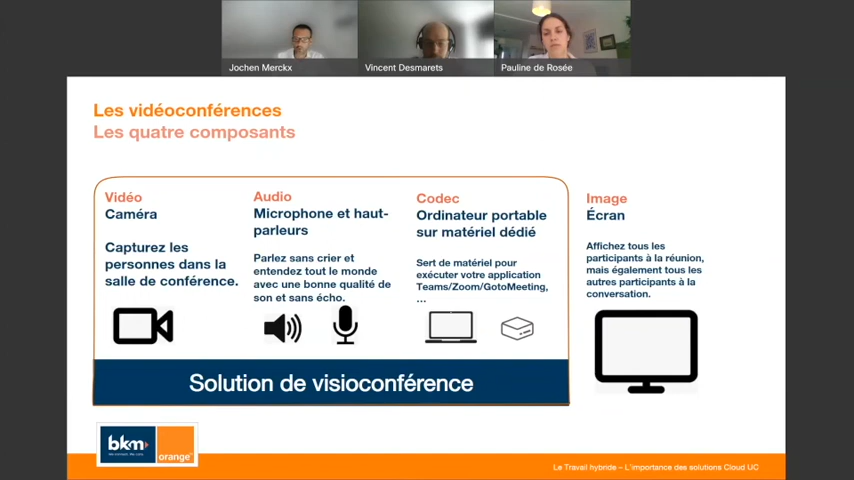 Jochen Merckx
Vincent Desmarets
Pauline de Rosée
Les vidéoconférences
Les quatre composants
Vidéo
Caméra
Capturez les
personnes dans la
salle de conférence.
Audio
Microphone et haut-
parleurs
Parlez sans crier et
entendez tout le monde
avec une bonne qualité de
son et sans écho.
Codec
Ordinateur portable
sur matériel dédié
Sert de matériel pour
exécuter votre application
Teams/Zoom/GotoMeeting,
…
Image
Écran
Affichez tous les
participants à la réunion,
mais également tous les
autres participants à la
conversation.
Solution de visioconférence
bkm
orange
Le Travail hybride – L'importance des solutions Cloud UC